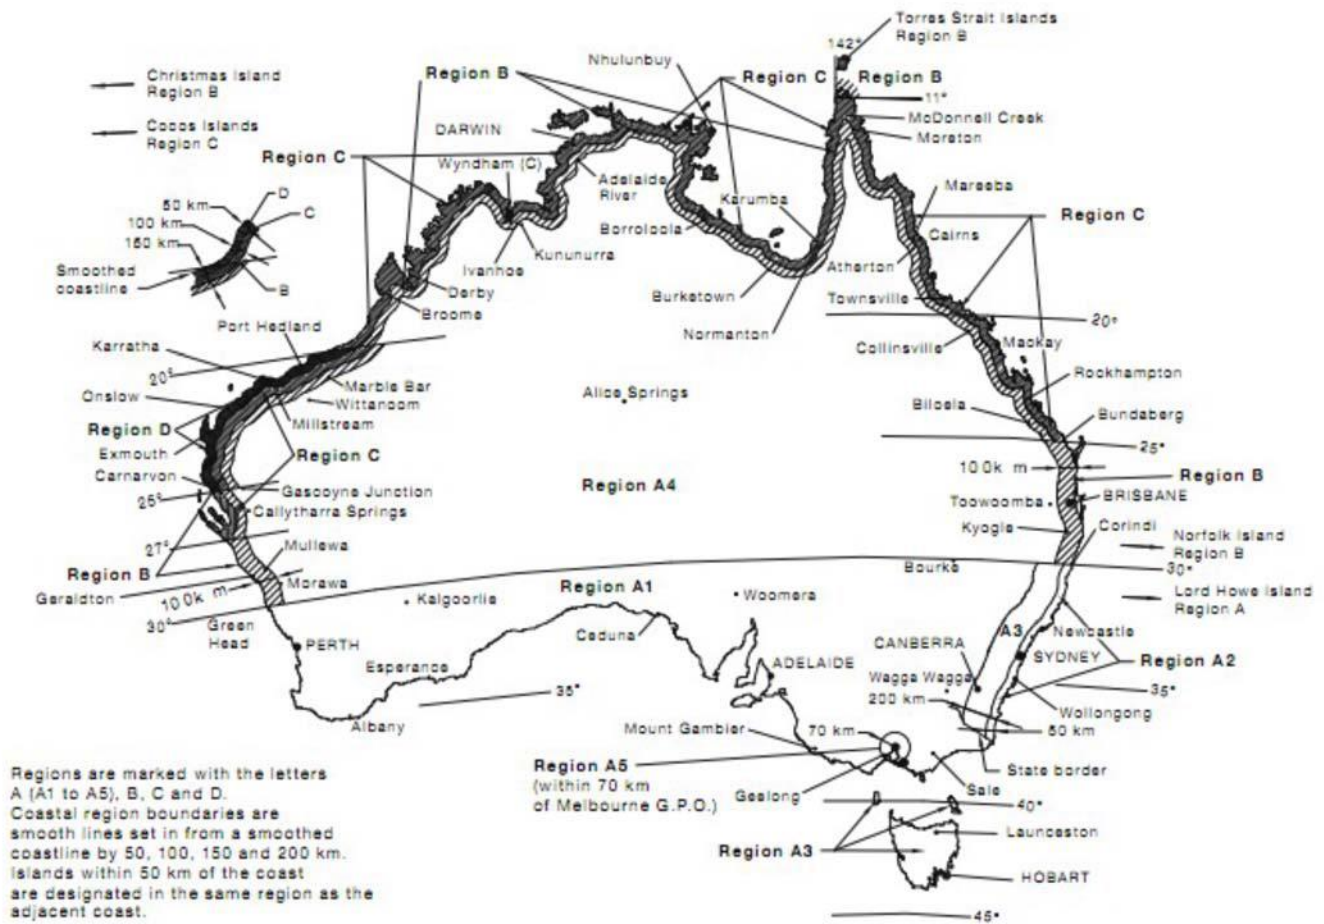 Torres Strait Islands
Region B
142°
Nhulunbuy
Region B
Region C
Region B
Christmas Island
Region B
11°
McDonnell Creek
Cocos Islands
Region C
DARWIN
Moreton
Region C
Wyndham (C)
Adelaide
River
Mareeba
D
50 km
C
100 km
Karumba
Region C
150 km
Borroloola
Cairns
Kununurra
Smoothed
coastline
Ivanhoe
Atherton
B
Derby
Burketown
Townsville
Broome
20°
Port Hedland
Normanton
Collinsville
Mackay
Karratha
20°
Marble Bar
Rockhampton
Onslow
Wittanoom
Alice Springs
Millstream
Biloela
Bundaberg
Region D
Exmouth
Region C
25°
Carnarvon
100k m
Region B
Gascoyne Junction
Region A4
25°
Toowoomba
BRISBANE
Callytharra Springs
Kyogle
Corindi
27°
Mullewa
Norfolk Island
Region B
Region B
Bourke
30°
Geraldton
100k m
Morawa
Region A1
Lord Howe Island
Region A
30°
Kalgoorlie
Woomera
Green
Head
Ceduna
A3
Newcastle
PERTH
CANBERRA
SYDNEY
Esperance
ADELAIDE
Region A2
Wagga Wagga
35°
35°
200 km
Wollongong
Albany
Mount Gambier
70 km
50 km
Region A5
(within 70 km
of Melbourne G.P.O.)
State border
Geelong
Sale
40°
Launceston
Region A3
HOBART
45°
Regions are marked with the letters
A (A1 to A5), B, C and D.
Coastal region boundaries are
smooth lines set in from a smoothed
coastline by 50, 100, 150 and 200 km.
Islands within 50 km of the coast
are designated in the same region as the
adjacent coast.